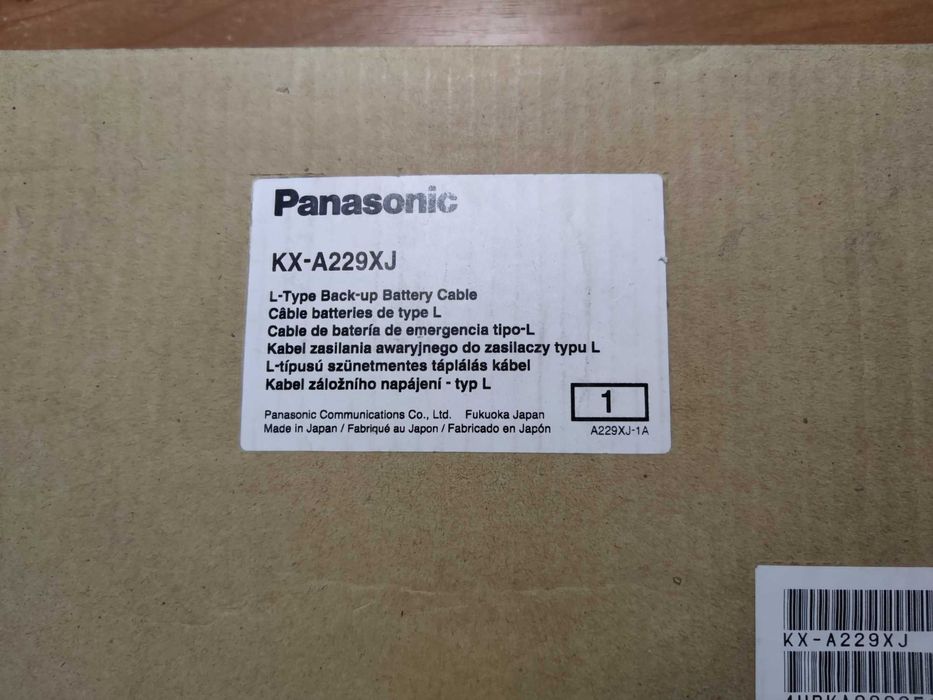 Panasonic
KX-A229XJ
L-Type Back-up Battery Cable
Câble batteries de type L
Cable de batería de emergencia tipo-L
Kabel zasilania awaryjnego do zasilaczy typu L
L-típusú szünetmentes táplálás kábel
Kabel záložního napájení - typ L
1
Panasonic Communications Co., Ltd. Fukuoka Japan
Made in Japan / Fabriqué au Japon / Fabricado en Japón
A229XJ-1A
KX-A229XJ